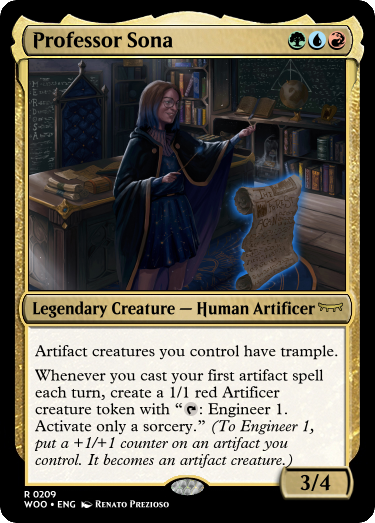 Professor Sona
Legendary Creature — Human Artificer
Artifact creatures you control have trample.
Whenever you cast your first artifact spell
each turn, create a 1/1 red Artificer
creature token with “: Engineer 1.
Activate only a sorcery.” (To Engineer 1,
put a +1/+1 counter on an artifact you
control. It becomes an artifact creature.)
3/4
R 0209
WOO • ENG Renato Prezioso